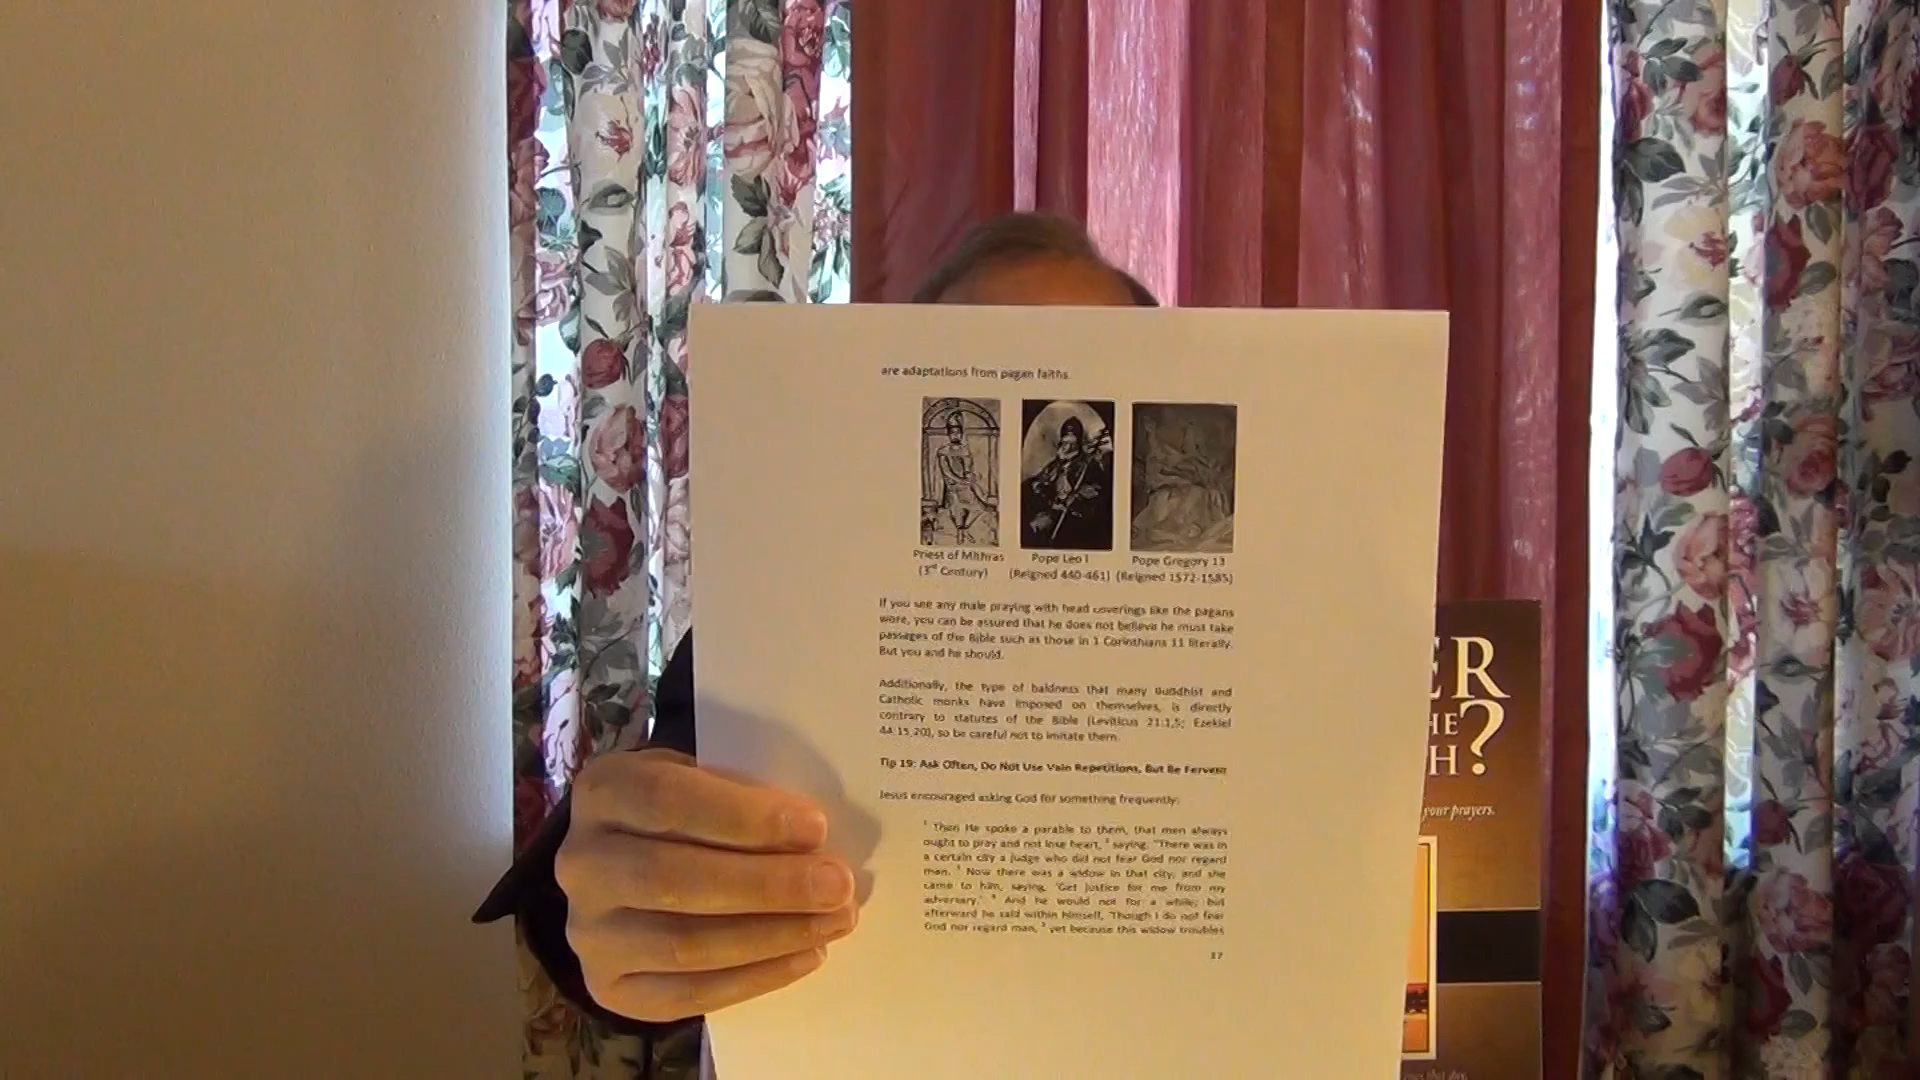 are adaptations from pagan faiths.
Priest of Mithras
(3rd Century)
Pope Leo I
(Reigned 440-461)
Pope Gregory 13
(Reigned 1572-1585)
If you see any male praying with head coverings like the pagans
wore, you can be assured that he does not believe he must take
passages of the Bible such as those in 1 Corinthians 11 literally.
But you and he should.
Additionally, the type of baldness that many Buddhist and
Catholic monks have imposed on themselves, is directly
contrary to statutes of the Bible (Leviticus 21:1,5; Ezekiel
44:15,20), so be careful not to imitate them.
Tip 19: Ask Often, Do Not Use Vain Repetitions, But Be Fervent
Jesus encouraged asking God for something frequently:
1 Then He spoke a parable to them, that men always
ought to pray and not lose heart, 2 saying: "There was in
a certain city a judge who did not fear God nor regard
man. 3 Now there was a widow in that city; and she
came to him, saying, 'Get justice for me from my
adversary.' 4 And he would not for a while; but
afterward he said within himself, 'Though I do not fear
God nor regard man, 5 yet because this widow troubles
37
ER
HE
H?
your prayers.